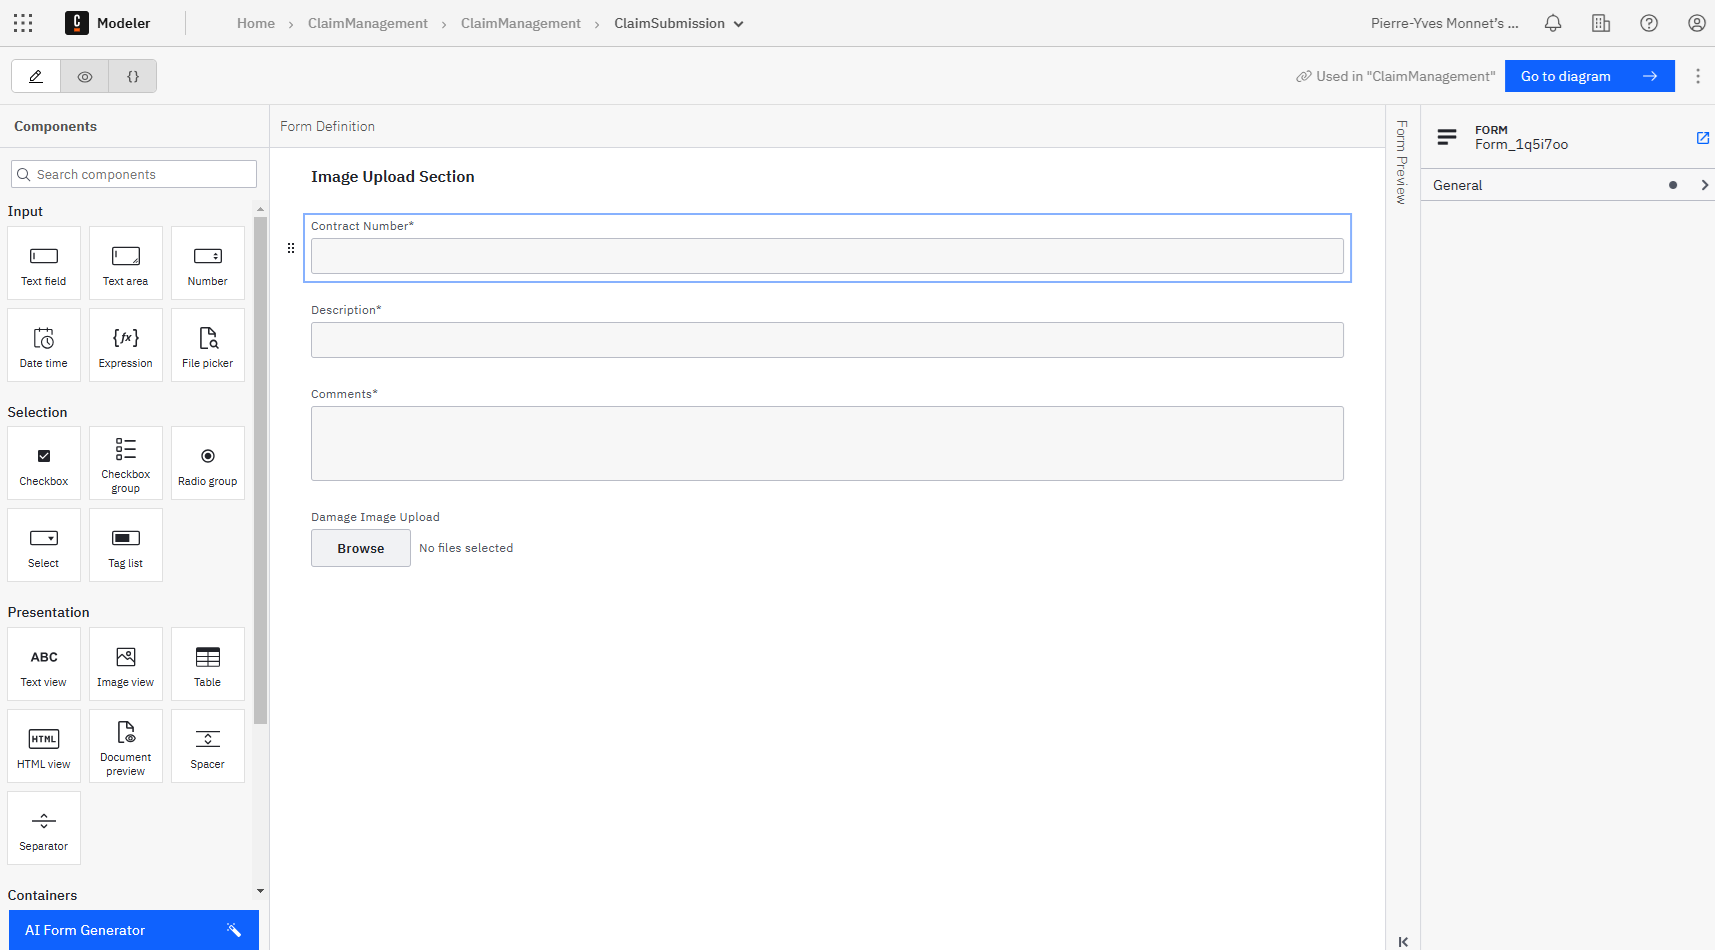 Modeler
Home > ClaimManagement > ClaimManagement > ClaimSubmission
Pierre-Yves Monnet's ...
{}
Used in "ClaimManagement"
Go to diagram
Components
Search components
Input
Text field
Text area
Number
Date time
{fx}
Expression
File picker
Selection
Checkbox
Checkbox group
Radio group
Select
Tag list
Presentation
ABC
Text view
Image view
Table
HTML
HTML view
Document preview
Spacer
Separator
Containers
AI Form Generator
Form Definition
Image Upload Section
Contract Number*
Description*
Comments*
Damage Image Upload
Browse
No files selected
Form Preview
FORM
Form_1q5i7oo
General